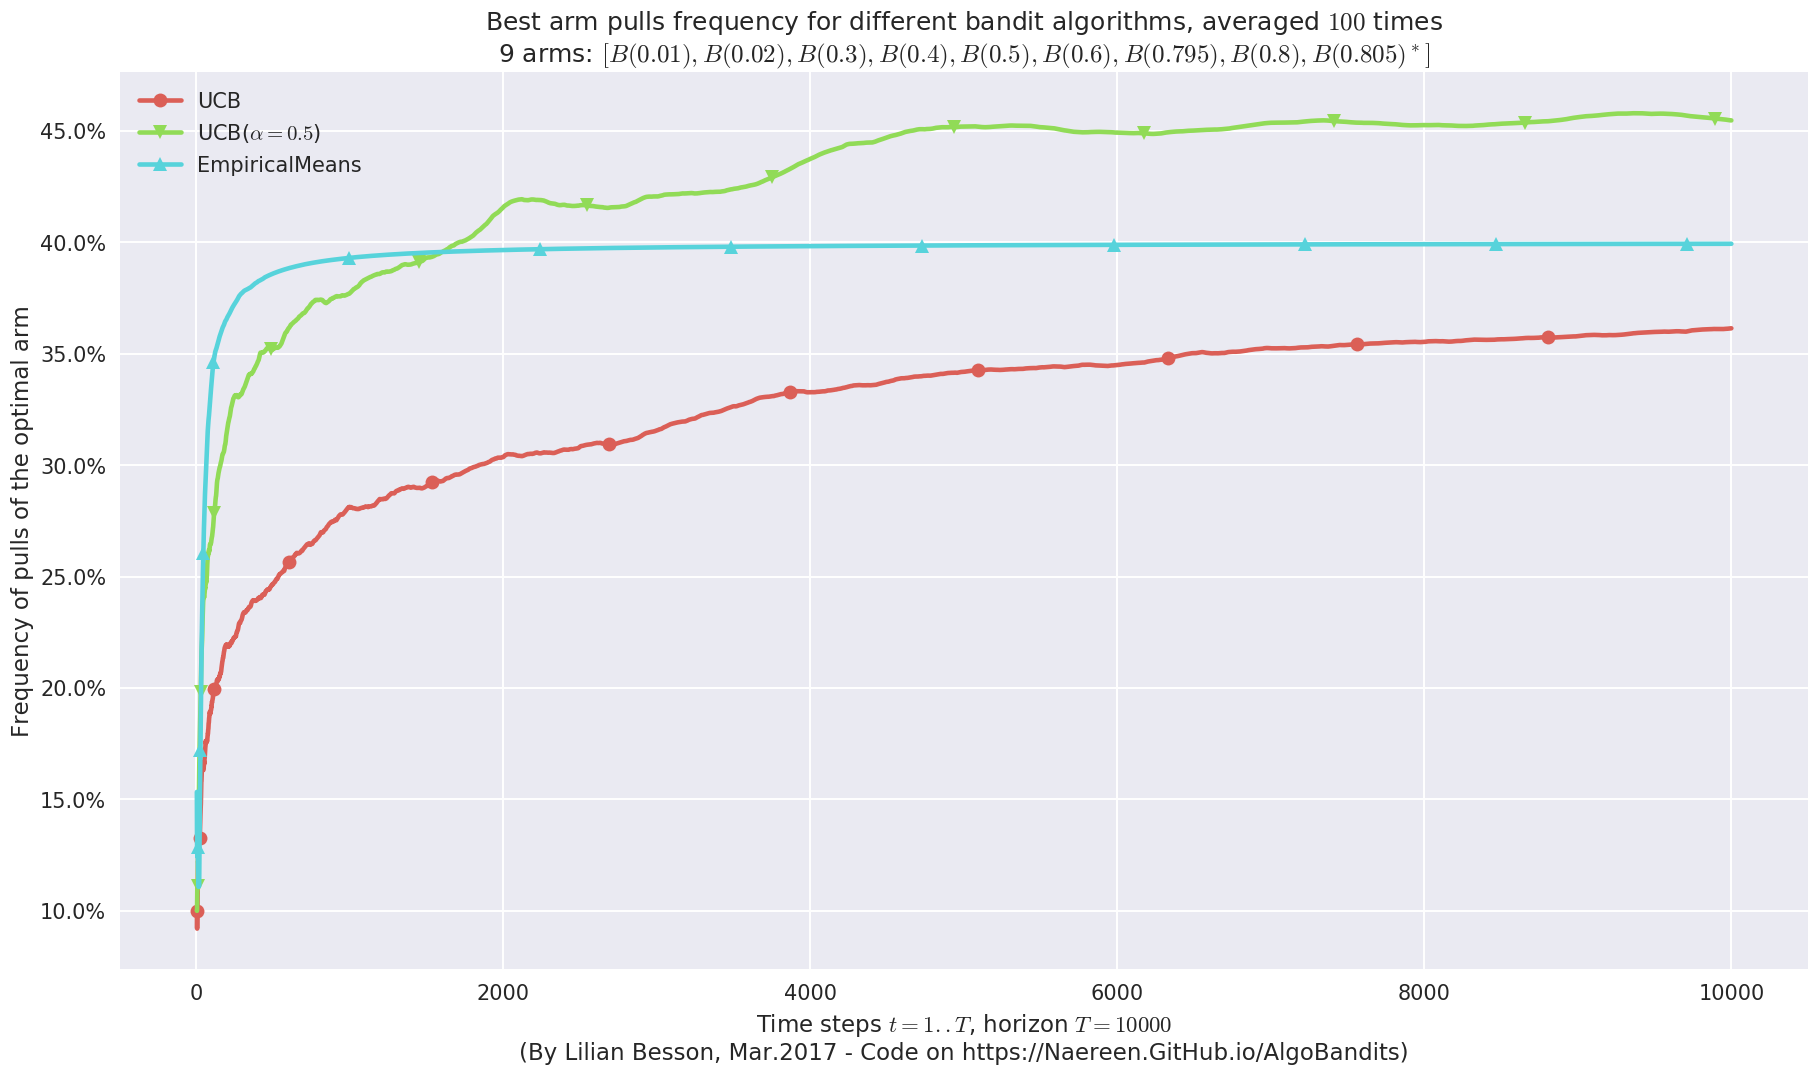 Best arm pulls frequency for different bandit algorithms, averaged 100 times
9 arms: [B(0.01), B(0.02), B(0.3), B(0.4), B(0.5), B(0.6), B(0.795), B(0.8), B(0.805)*]
UCB
UCB(α = 0.5)
EmpiricalMeans
Frequency of pulls of the optimal arm
45.0%
40.0%
35.0%
30.0%
25.0%
20.0%
15.0%
10.0%
0 2000 4000 6000 8000 10000
Time steps t = 1..T, horizon T = 10000
(By Lilian Besson, Mar.2017 - Code on https://Naereen.GitHub.io/AlgoBandits)